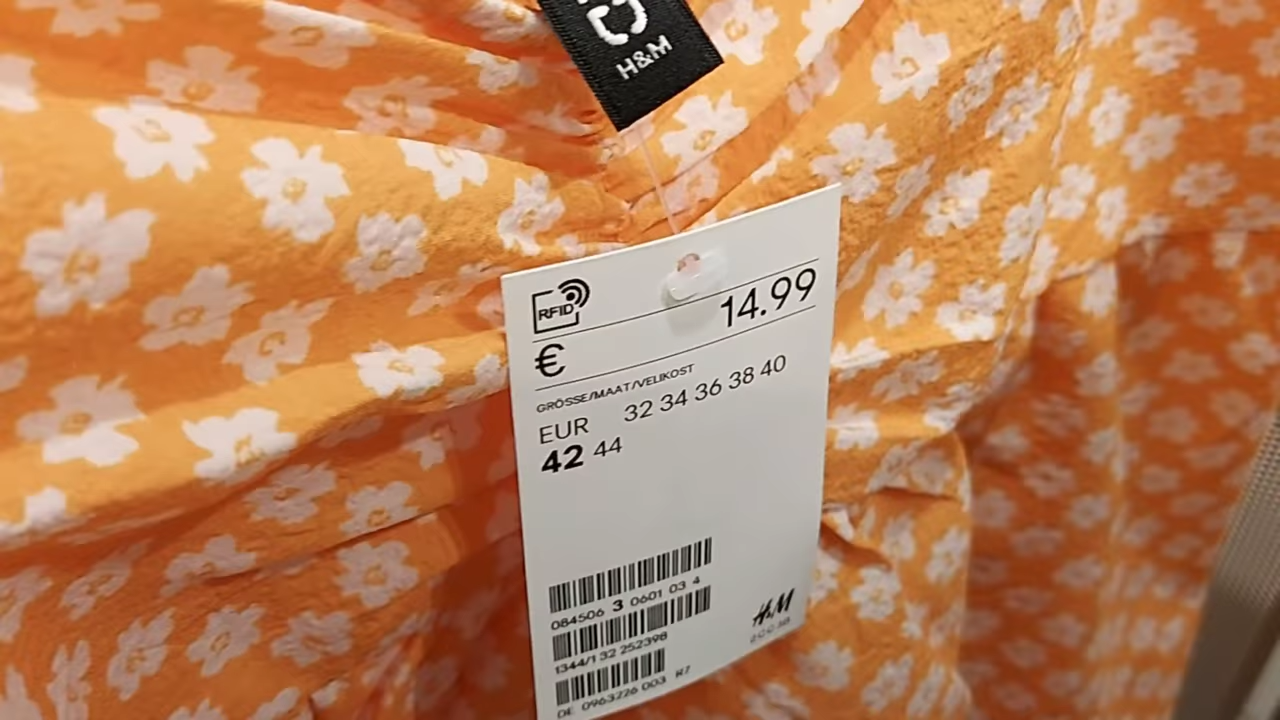 H&M
RFID
14.99
€
GRÖSSE/MAAT/VELIKOST
EUR 32 34 36 38 40
42 44
084506 3 0601 03 4
1344/1 32 252398
DE 0963226 003 R7
H&M